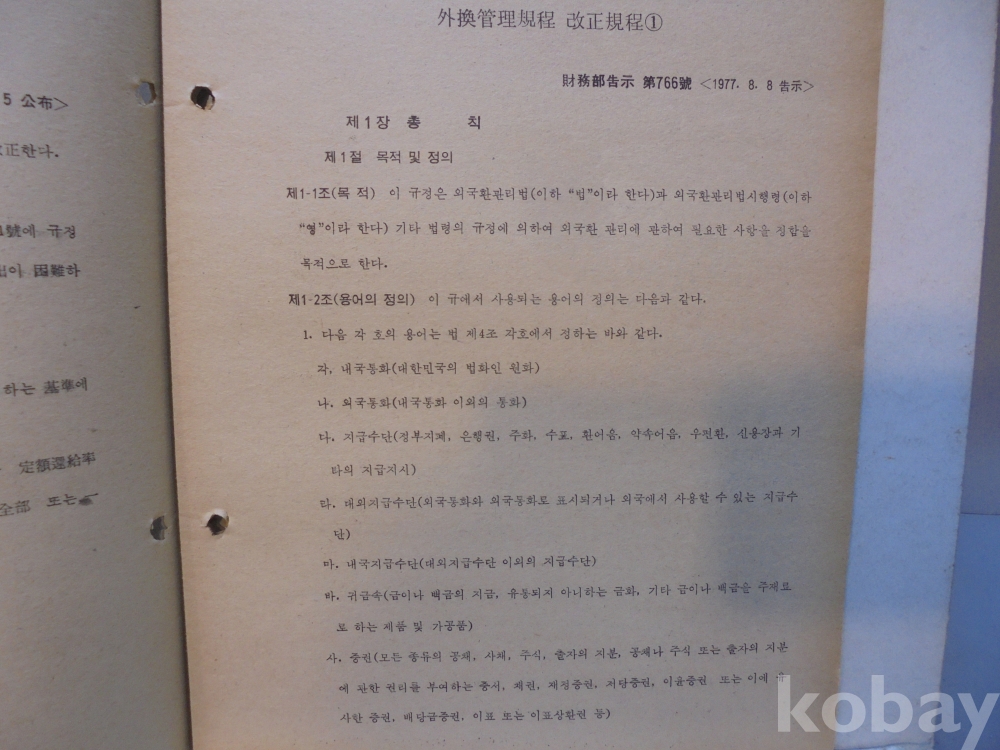 5 公布>
正한다.
號에 규정
이 困難하
하는 基準에
定額還給率
全部 또는
外換管理規程 改正規程①
財務部告示 第766號 <1977. 8. 8 告示>
제1장 총 칙
제1절 목적 및 정의
제1-1조(목 적) 이 규정은 외국환관리법(이하 “법”이라 한다)과 외국환관리법시행령(이하
“영”이라 한다) 기타 법령의 규정에 의하여 외국환 관리에 관하여 필요한 사항을 정함을
목적으로 한다.
제1-2조(용어의 정의) 이 규에서 사용되는 용어의 정의는 다음과 같다.
1. 다음 각 호의 용어는 법 제4조 각호에서 정하는 바와 같다.
각, 내국통화(대한민국의 법화인 원화)
나. 외국통화(내국통화 이외의 통화)
다. 지급수단(정부지폐, 은행권, 주화, 수표, 환어음, 약속어음, 우편환, 신용장과 기
타의 지급지시)
타. 대외지급수단(외국통화와 외국통화로 표시되거나 외국에서 사용할 수 있는 지급수
단)
마. 내국지급수단(대외지급수단 이외의 지급수단)
바. 귀금속(금이나 백금의 지금, 유통되지 아니하는 금화, 기타 금이나 백금을 주재료
로 하는 제품 및 가공품)
사. 증권(모든 종류의 공채, 사채, 주식, 출자의 지분, 공채나 주식 또는 출자의 지분
에 관한 권리를 부여하는 증서, 채권, 재정증권, 저당증권, 이윤증권 또는 이에
사한 증권, 배당금증권, 이표 또는 이표상환권 등)
kobay